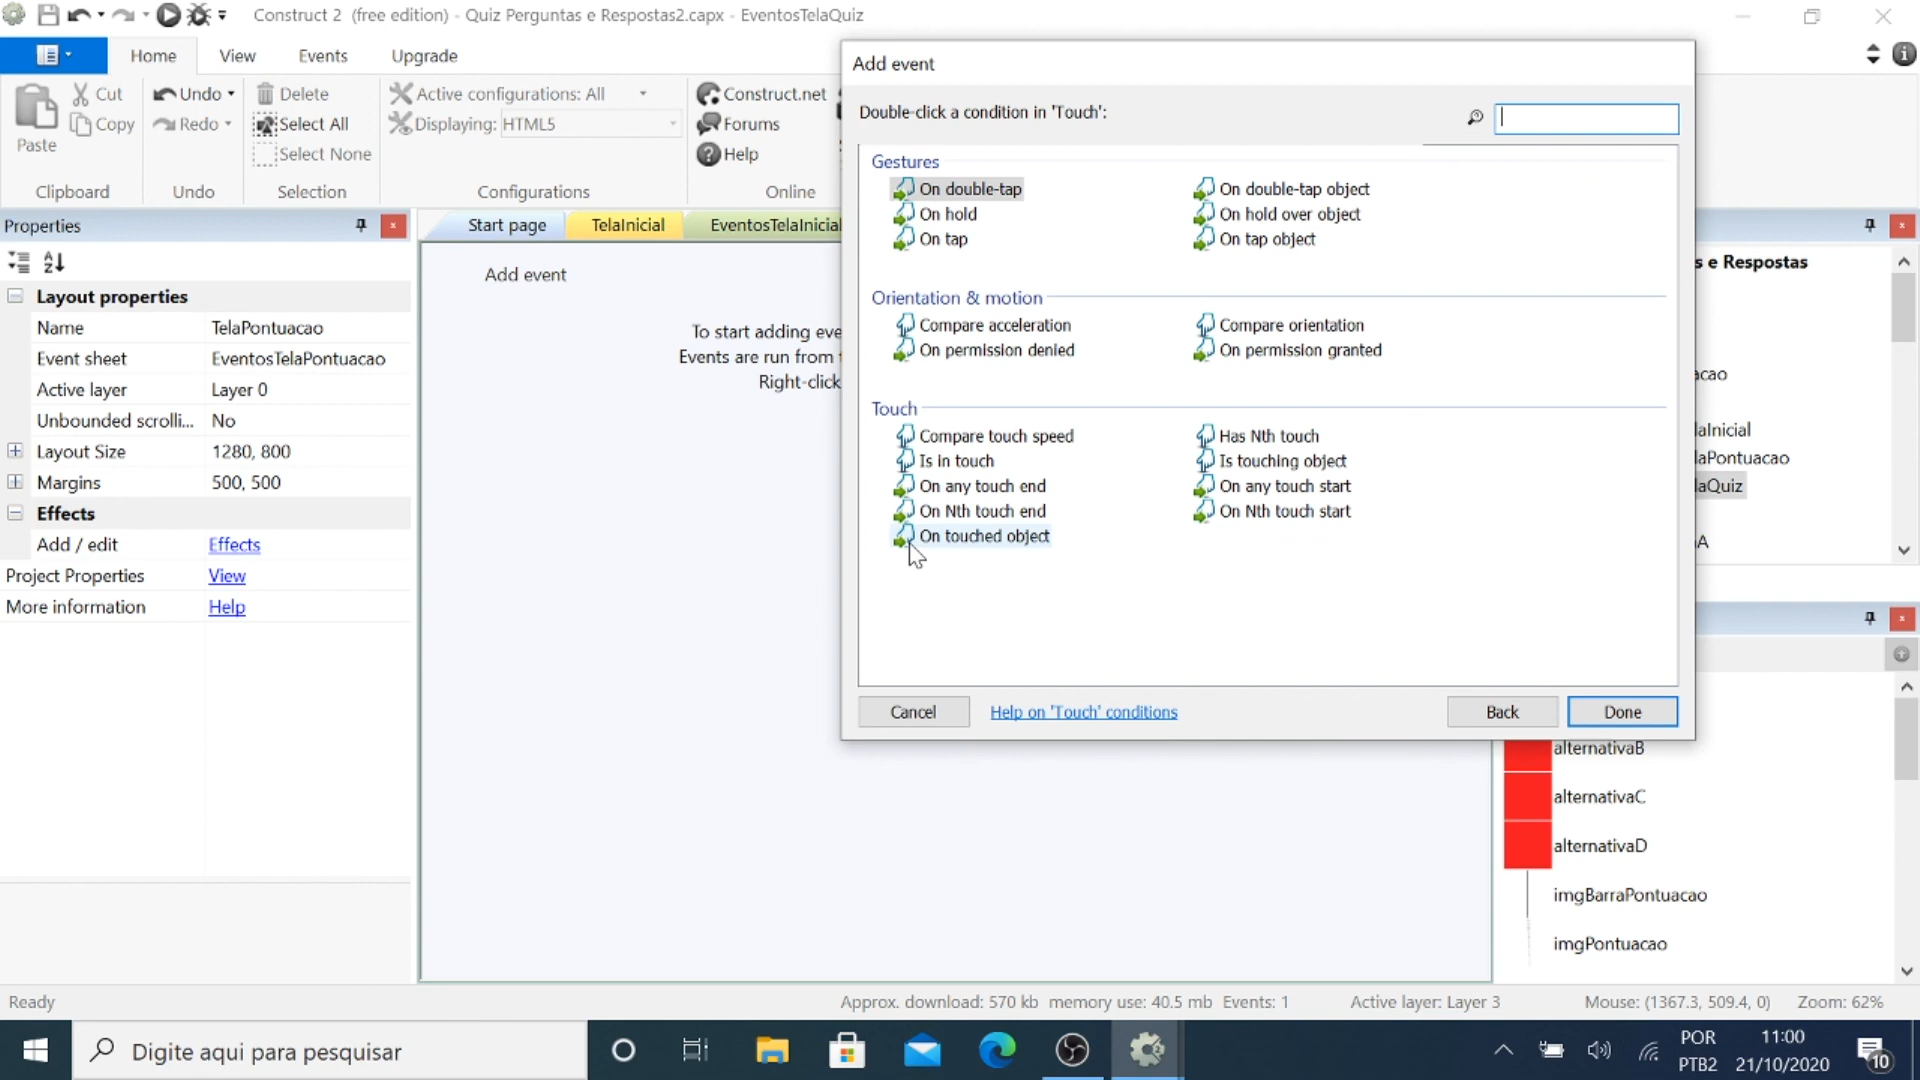 Construct 2 (free edition) - Quiz Perguntas e Respostas2.capx - EventosTelaQuiz
Home View Events Upgrade
Paste
Cut
Copy
Clipboard
Undo
Redo
Undo
Delete
Select All
Select None
Selection
Active configurations: All
Displaying: HTML5
Configurations
Construct.net
Forums
Help
Online
Properties
Layout properties
Name TelaPontuacao
Event sheet EventosTelaPontuacao
Active layer Layer 0
Unbounded scrolli... No
Layout Size 1280, 800
Margins 500, 500
Effects
Add / edit Effects
Project Properties View
More information Help
Start page TelaInicial EventosTelaInicial
Add event
To start adding eve
Events are run from
Right-click
Add event
Double-click a condition in 'Touch':
Gestures
On double-tap On double-tap object
On hold On hold over object
On tap On tap object
Orientation & motion
Compare acceleration Compare orientation
On permission denied On permission granted
Touch
Compare touch speed Has Nth touch
Is in touch Is touching object
On any touch end On any touch start
On Nth touch end On Nth touch start
On touched object
Cancel Help on 'Touch' conditions Back Done
s e Respostas
acao
laInicial
laPontuacao
laQuiz
A
alternativaB
alternativaC
alternativaD
imgBarraPontuacao
imgPontuacao
Ready Approx. download: 570 kb memory use: 40.5 mb Events: 1 Active layer: Layer 3 Mouse: (1367.3, 509.4, 0) Zoom: 62%
Digite aqui para pesquisar
POR
PTB2
11:00
21/10/2020
10